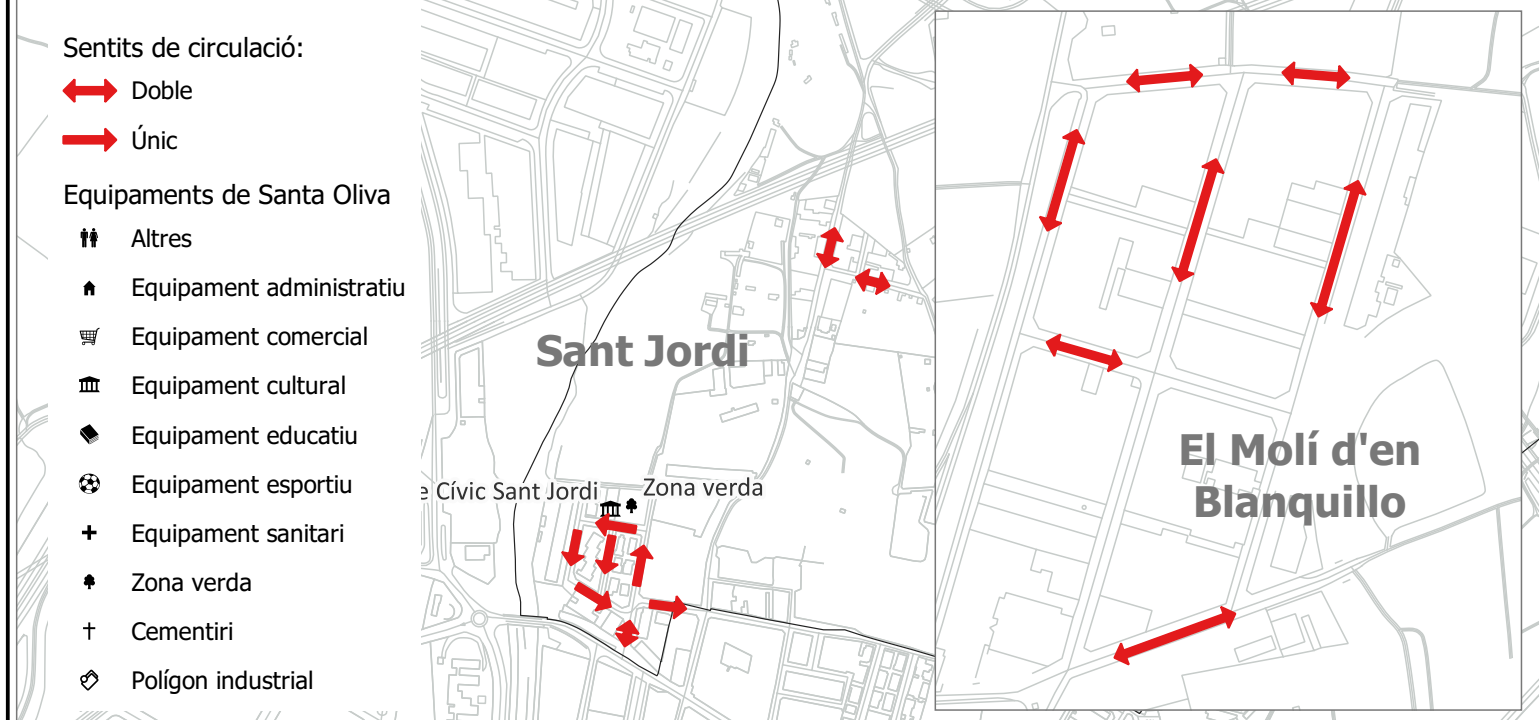 Sentits de circulació:
Doble
Únic
Equipaments de Santa Oliva
Altres
Equipament administratiu
Equipament comercial
Equipament cultural
Equipament educatiu
Equipament esportiu
Equipament sanitari
Zona verda
Cementiri
Polígon industrial
Sant Jordi
e Cívic Sant Jordi
Zona verda
El Molí d'en
Blanquillo